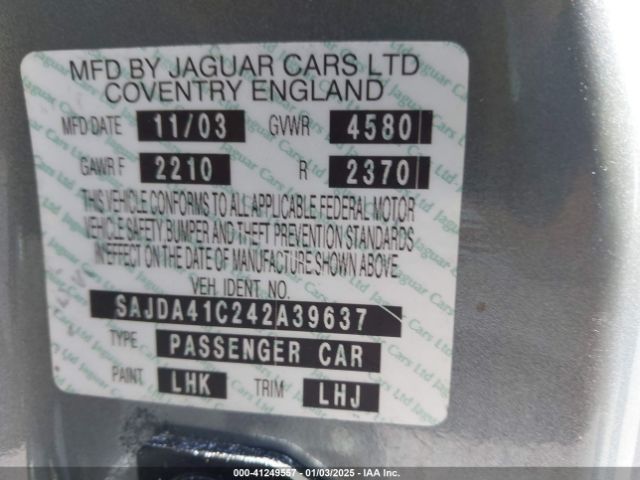 MFD BY JAGUAR CARS LTD
COVENTRY ENGLAND
MFD DATE 11/03 GVWR 4580
GAWR F 2210 R 2370
THIS VEHICLE CONFORMS TO ALL APPLICABLE FEDERAL MOTOR
VEHICLE SAFETY BUMPER AND THEFT PREVENTION STANDARDS
IN EFFECT ON THE DATE OF MANUFACTURE SHOWN ABOVE.
VEH. IDENT NO.
SAJDA41C242A39637
TYPE PASSENGER CAR
PAINT LHK TRIM LHJ
000-41249567 - 01/03/2025 - IAA Inc.